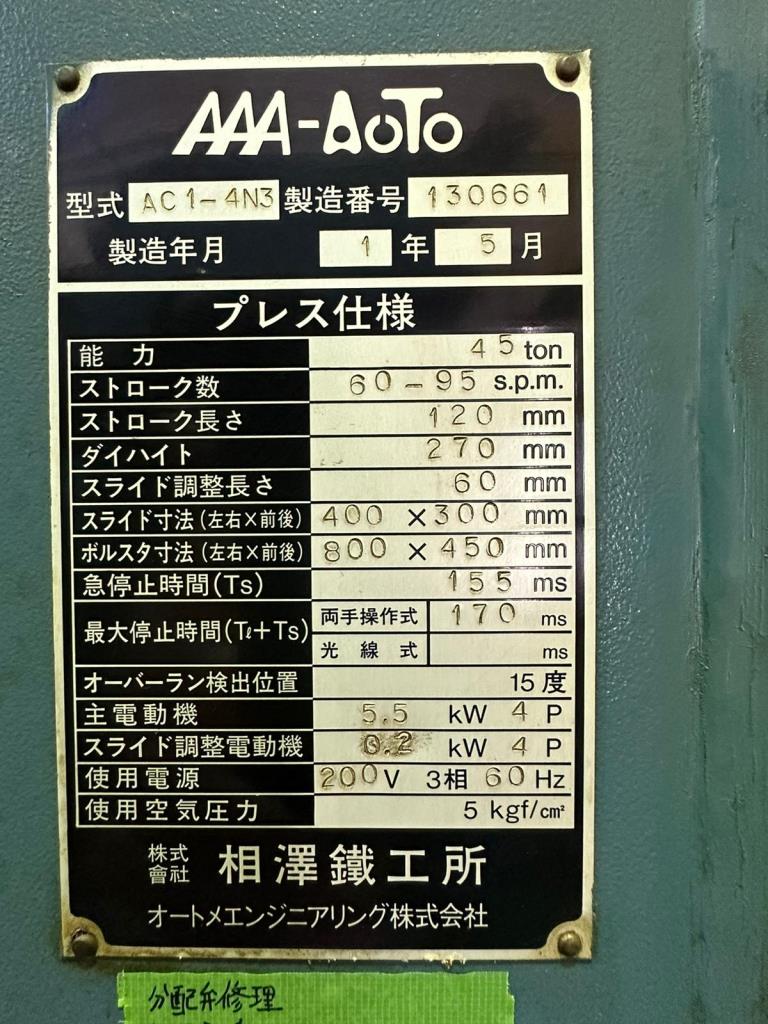 AAA-AOTO
型式 AC1-4N3 製造番号 130661
製造年月 1 年 5 月
プレス仕様
能力 45 ton
ストローク数 60-95 s.p.m.
ストローク長さ 120 mm
ダイハイト 270 mm
スライド調整長さ 60 mm
スライド寸法(左右×前後) 400 ×300 mm
ボルスタ寸法(左右×前後) 800 ×450 mm
急停止時間(Ts) 155 ms
最大停止時間(Tℓ+Ts) 両手操作式 170 ms
光線式 ms
オーバーラン検出位置 15度
主電動機 5.5 kW 4 P
スライド調整電動機 0.2 kW 4 P
使用電源 200V 3相 60 Hz
使用空気圧力 5 kgf/cm²
株式會社 相澤鐵工所
オートメエンジニアリング株式会社
分配弁修理